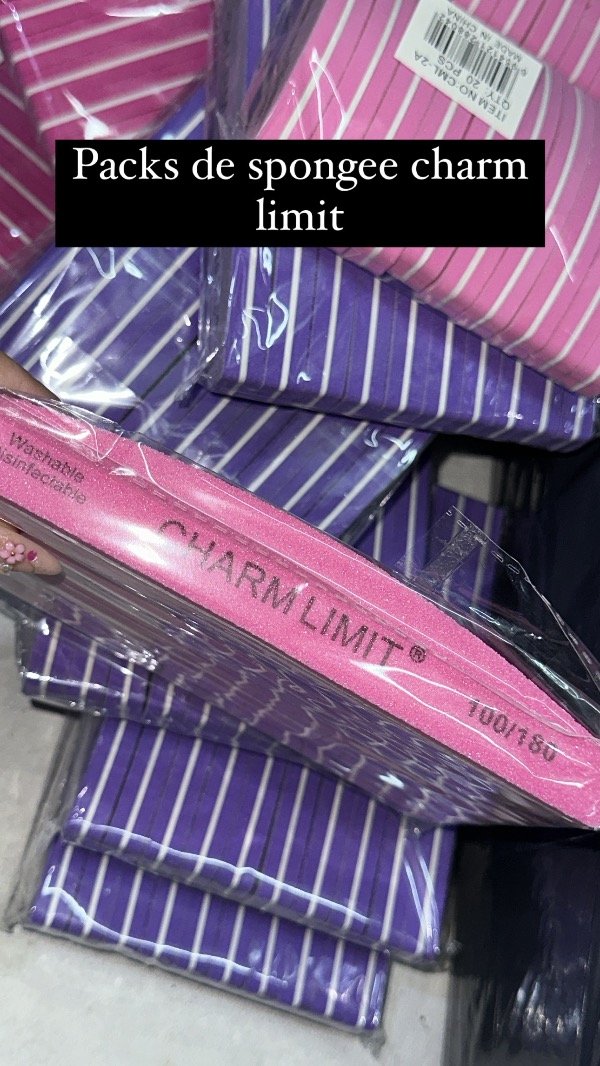 ITEM NO:CML-2A
QTY: 20 PCS
MADE IN CHINA
Packs de spongee charm
limit
Washable
CHARM LIMIT®
100/180